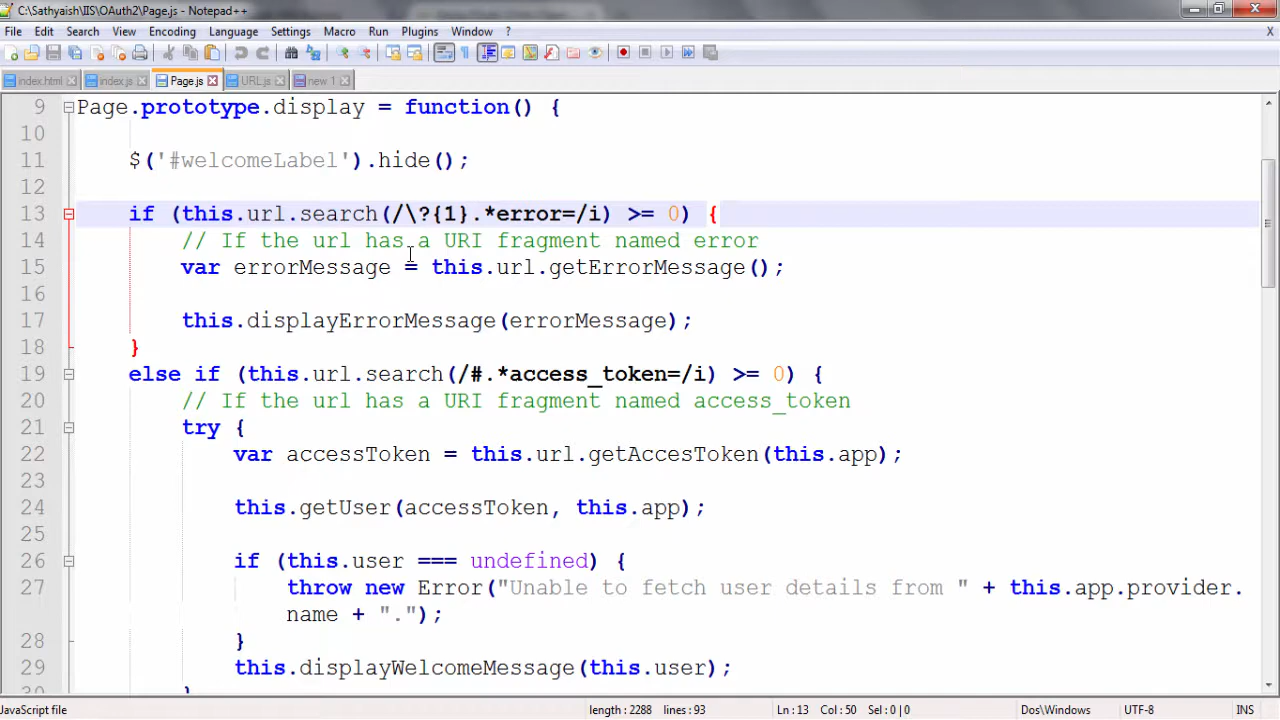 C:\Sathyaish\IIS\OAuth2\Page.js - Notepad++
File Edit Search View Encoding Language Settings Macro Run Plugins Window ? X
index.html index.js Page.js URL.js new 1
9 Page.prototype.display = function() {
10
11 $('#welcomeLabel').hide();
12
13 if (this.url.search(/\?{1}.*error=/i) >= 0) {
14 // If the url has a URI fragment named error
15 var errorMessage = this.url.getErrorMessage();
16
17 this.displayErrorMessage(errorMessage);
18 }
19 else if (this.url.search(/#.*access_token=/i) >= 0) {
20 // If the url has a URI fragment named access_token
21 try {
22 var accessToken = this.url.getAccesToken(this.app);
23
24 this.getUser(accessToken, this.app);
25
26 if (this.user === undefined) {
27 throw new Error("Unable to fetch user details from " + this.app.provider.
name + ".");
28 }
29 this.displayWelcomeMessage(this.user);
JavaScript file length : 2288 lines : 93 Ln : 13 Col : 50 Sel : 0 | 0 Dos\Windows UTF-8 INS